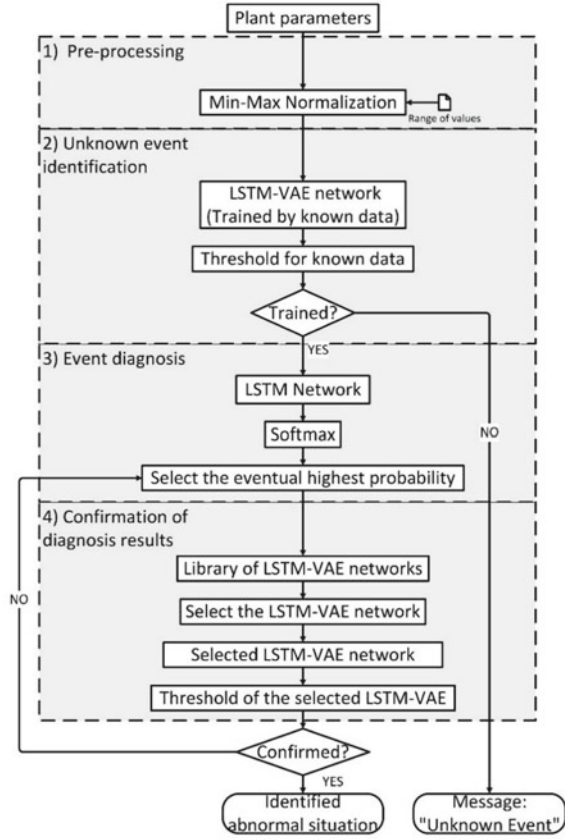 Plant parameters
1) Pre-processing
Min-Max Normalization
Range of values
2) Unknown event
identification
LSTM-VAE network
(Trained by known data)
Threshold for known data
Trained?
YES
NO
3) Event diagnosis
LSTM Network
Softmax
Select the eventual highest probability
4) Confirmation of
diagnosis results
NO
Library of LSTM-VAE networks
Select the LSTM-VAE network
Selected LSTM-VAE network
Threshold of the selected LSTM-VAE
Confirmed?
YES
Identified
abnormal situation
Message:
"Unknown Event"